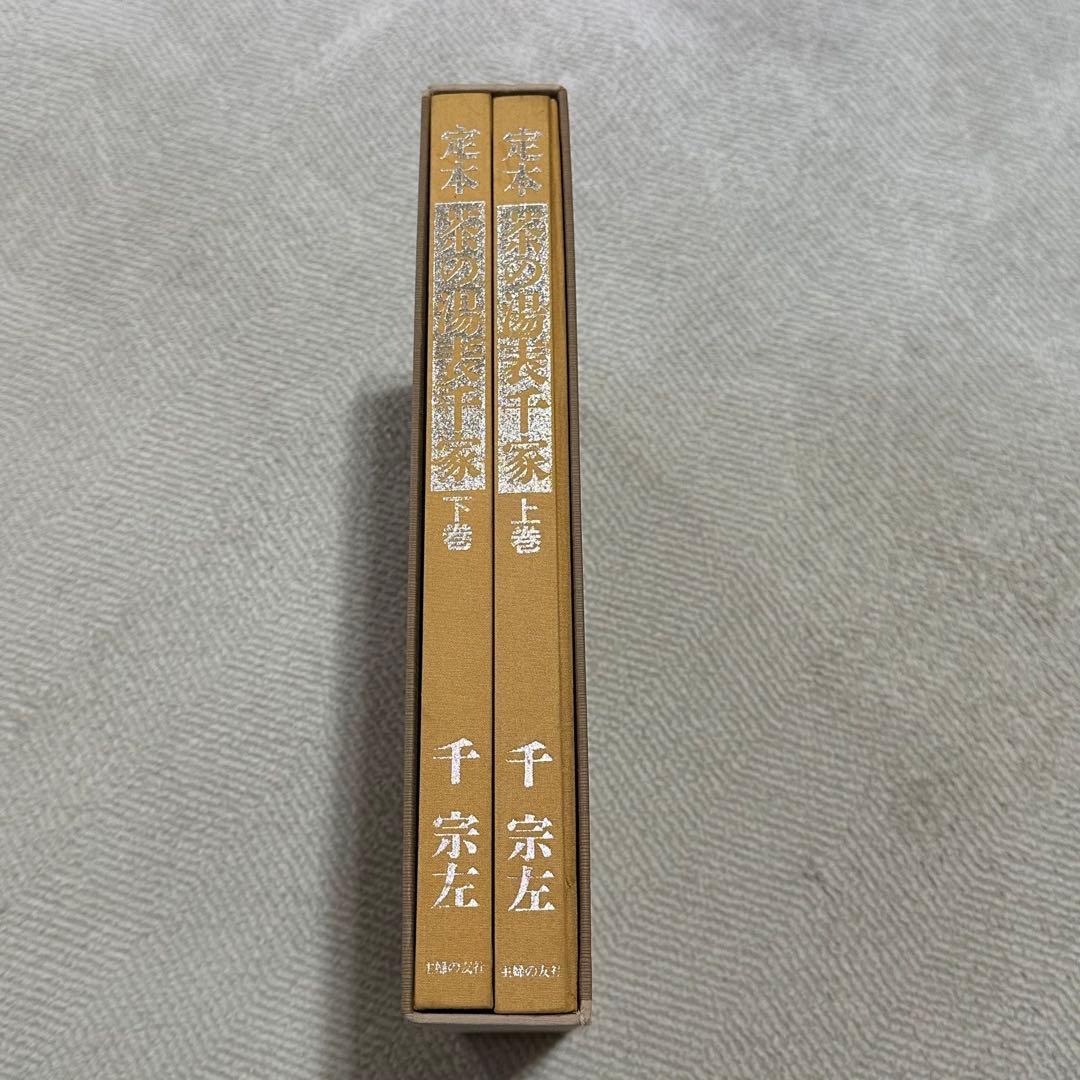 定本 茶の湯表千家 上巻
千 宗左
主婦の友社
定本 茶の湯表千家 下巻
千 宗左
主婦の友社